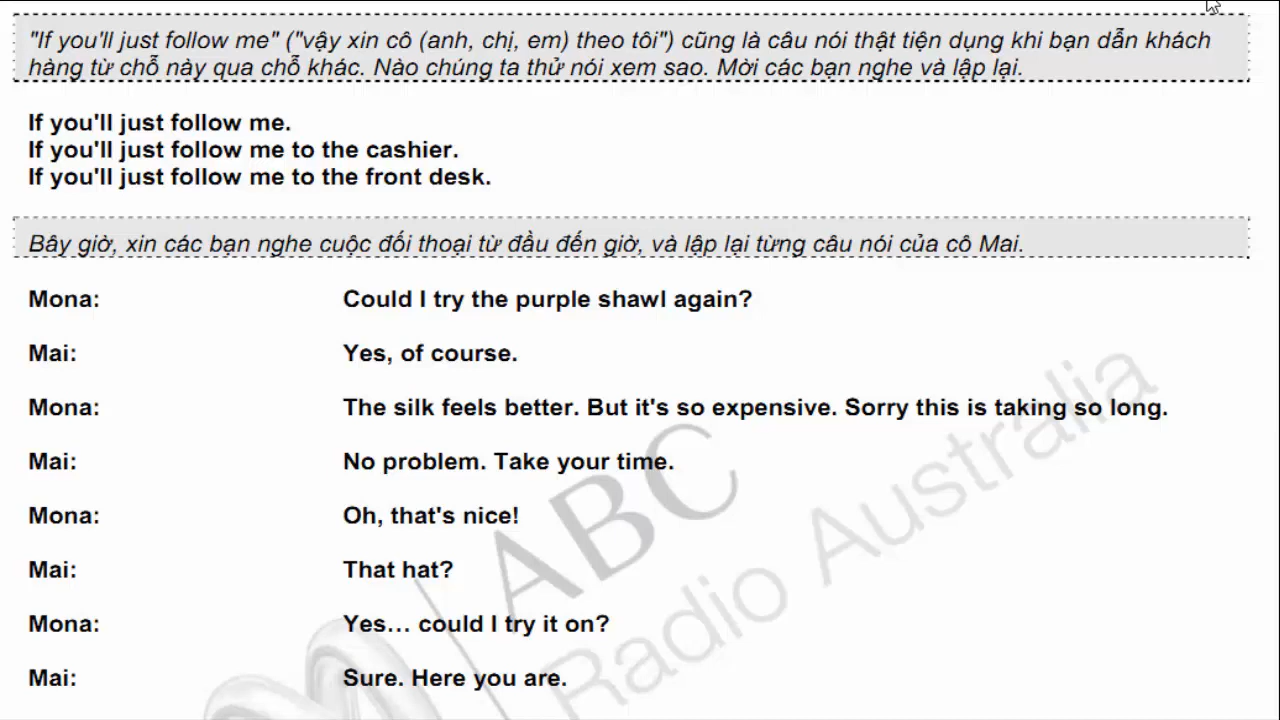 "If you'll just follow me" ("vậy xin cô (anh, chị, em) theo tôi") cũng là câu nói thật tiện dụng khi bạn dẫn khách
hàng từ chỗ này qua chỗ khác. Nào chúng ta thử nói xem sao. Mời các bạn nghe và lập lại.
If you'll just follow me.
If you'll just follow me to the cashier.
If you'll just follow me to the front desk.
Bây giờ, xin các bạn nghe cuộc đối thoại từ đầu đến giờ, và lập lại từng câu nói của cô Mai.
Mona: Could I try the purple shawl again?
Mai: Yes, of course.
Mona: The silk feels better. But it's so expensive. Sorry this is taking so long.
Mai: No problem. Take your time.
Mona: Oh, that's nice!
Mai: That hat?
Mona: Yes… could I try it on?
Mai: Sure. Here you are.
ABC
Radio Australia